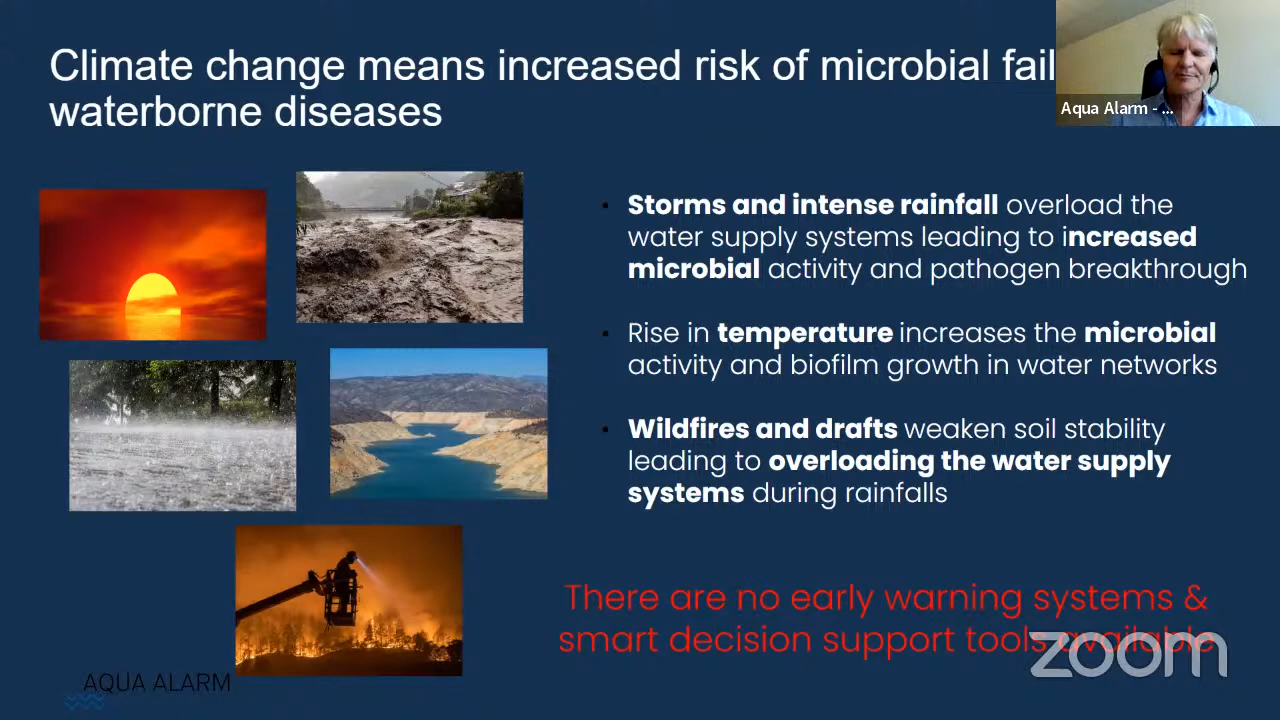 Climate change means increased risk of microbial fail
waterborne diseases
Aqua Alarm - ...
Storms and intense rainfall overload the
water supply systems leading to increased
microbial activity and pathogen breakthrough
Rise in temperature increases the microbial
activity and biofilm growth in water networks
Wildfires and drafts weaken soil stability
leading to overloading the water supply
systems during rainfalls
There are no early warning systems &
smart decision support tools available
zoom
AQUA ALARM